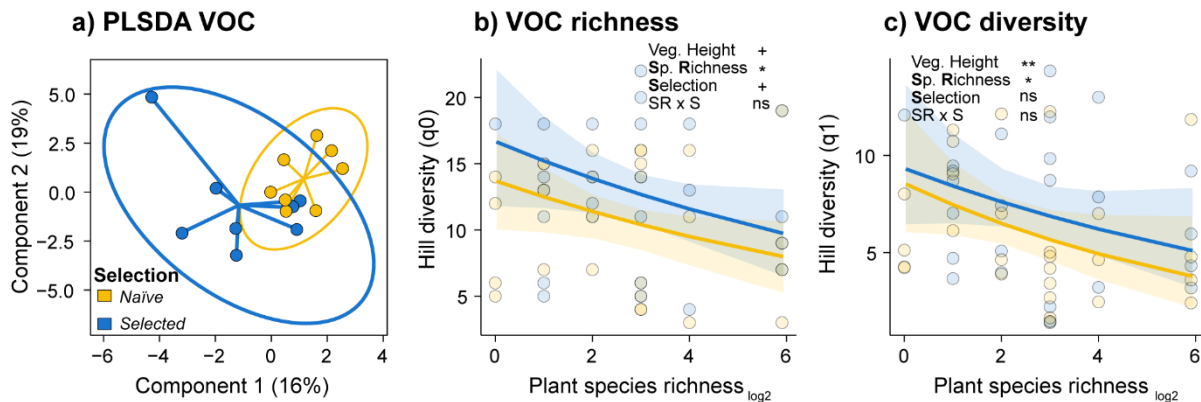 a) PLSDA VOC
Component 2 (19%)
5.0
2.5
0.0
−2.5
−5.0
Selection
Naïve
Selected
−6 −4 −2 0 2 4
Component 1 (16%)
b) VOC richness
Veg. Height +
Sp. Richness *
Selection +
SR x S ns
Hill diversity (q0)
20
15
10
5
0 2 4 6
Plant species richness log2
c) VOC diversity
Veg. Height **
Sp. Richness *
Selection ns
SR x S ns
Hill diversity (q1)
10
5
0 2 4 6
Plant species richness log2